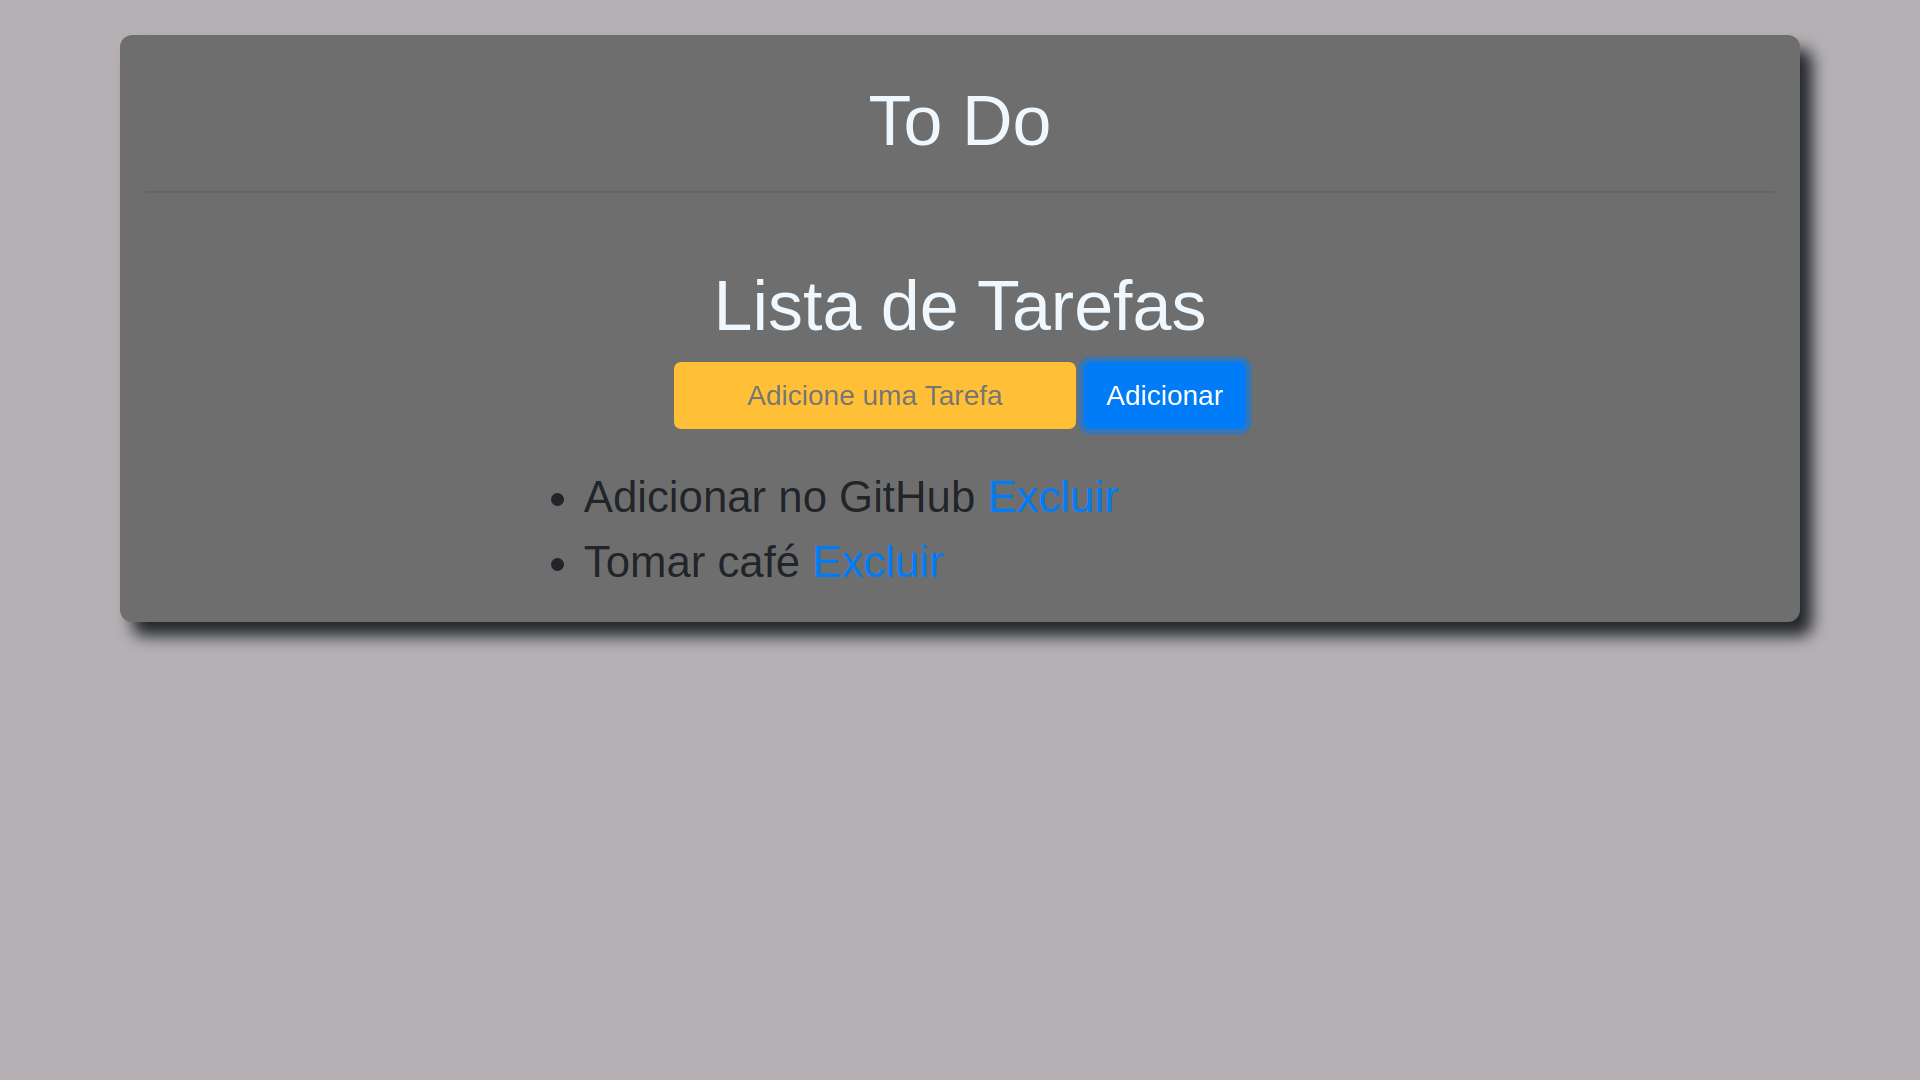 To Do
Lista de Tarefas
Adicione uma Tarefa Adicionar
Adicionar no GitHub Excluir
Tomar café Excluir